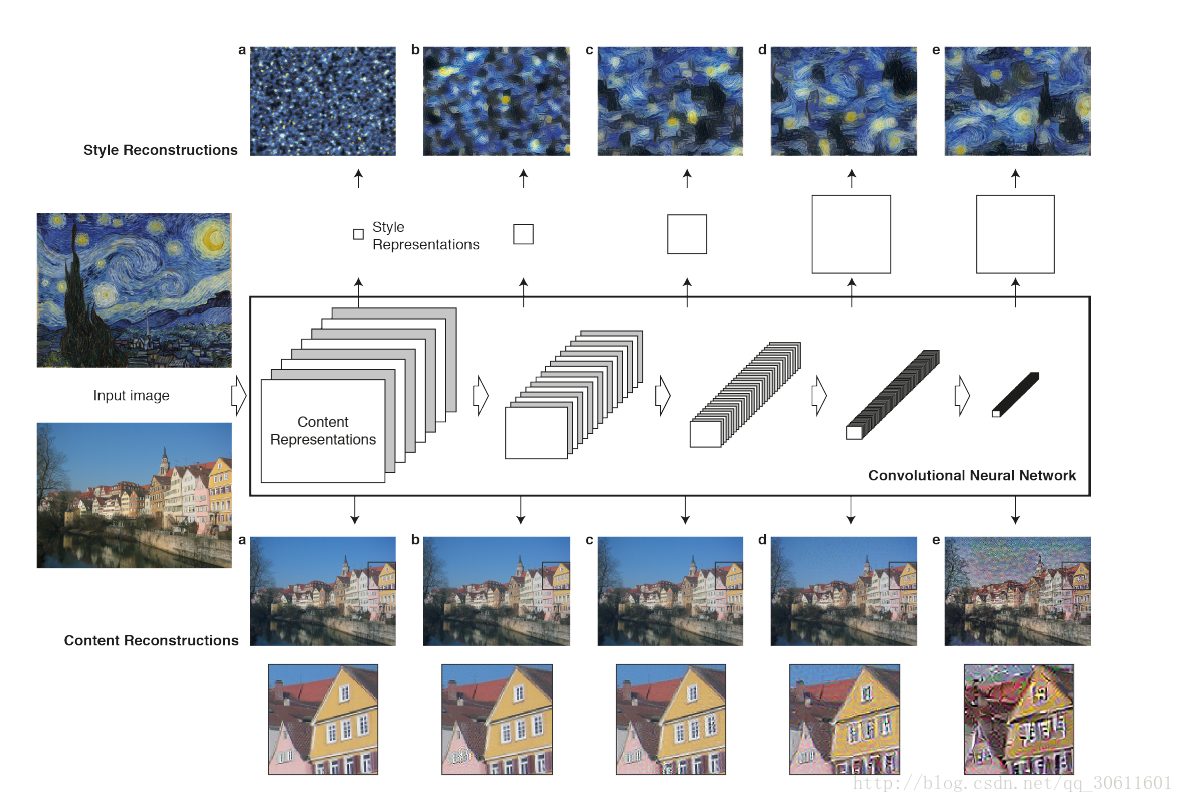 a b c d e
Style Reconstructions
Style
Representations
Input image
Content
Representations
Convolutional Neural Network
a b c d e
Content Reconstructions
http://blog.csdn.net/qq_30611601